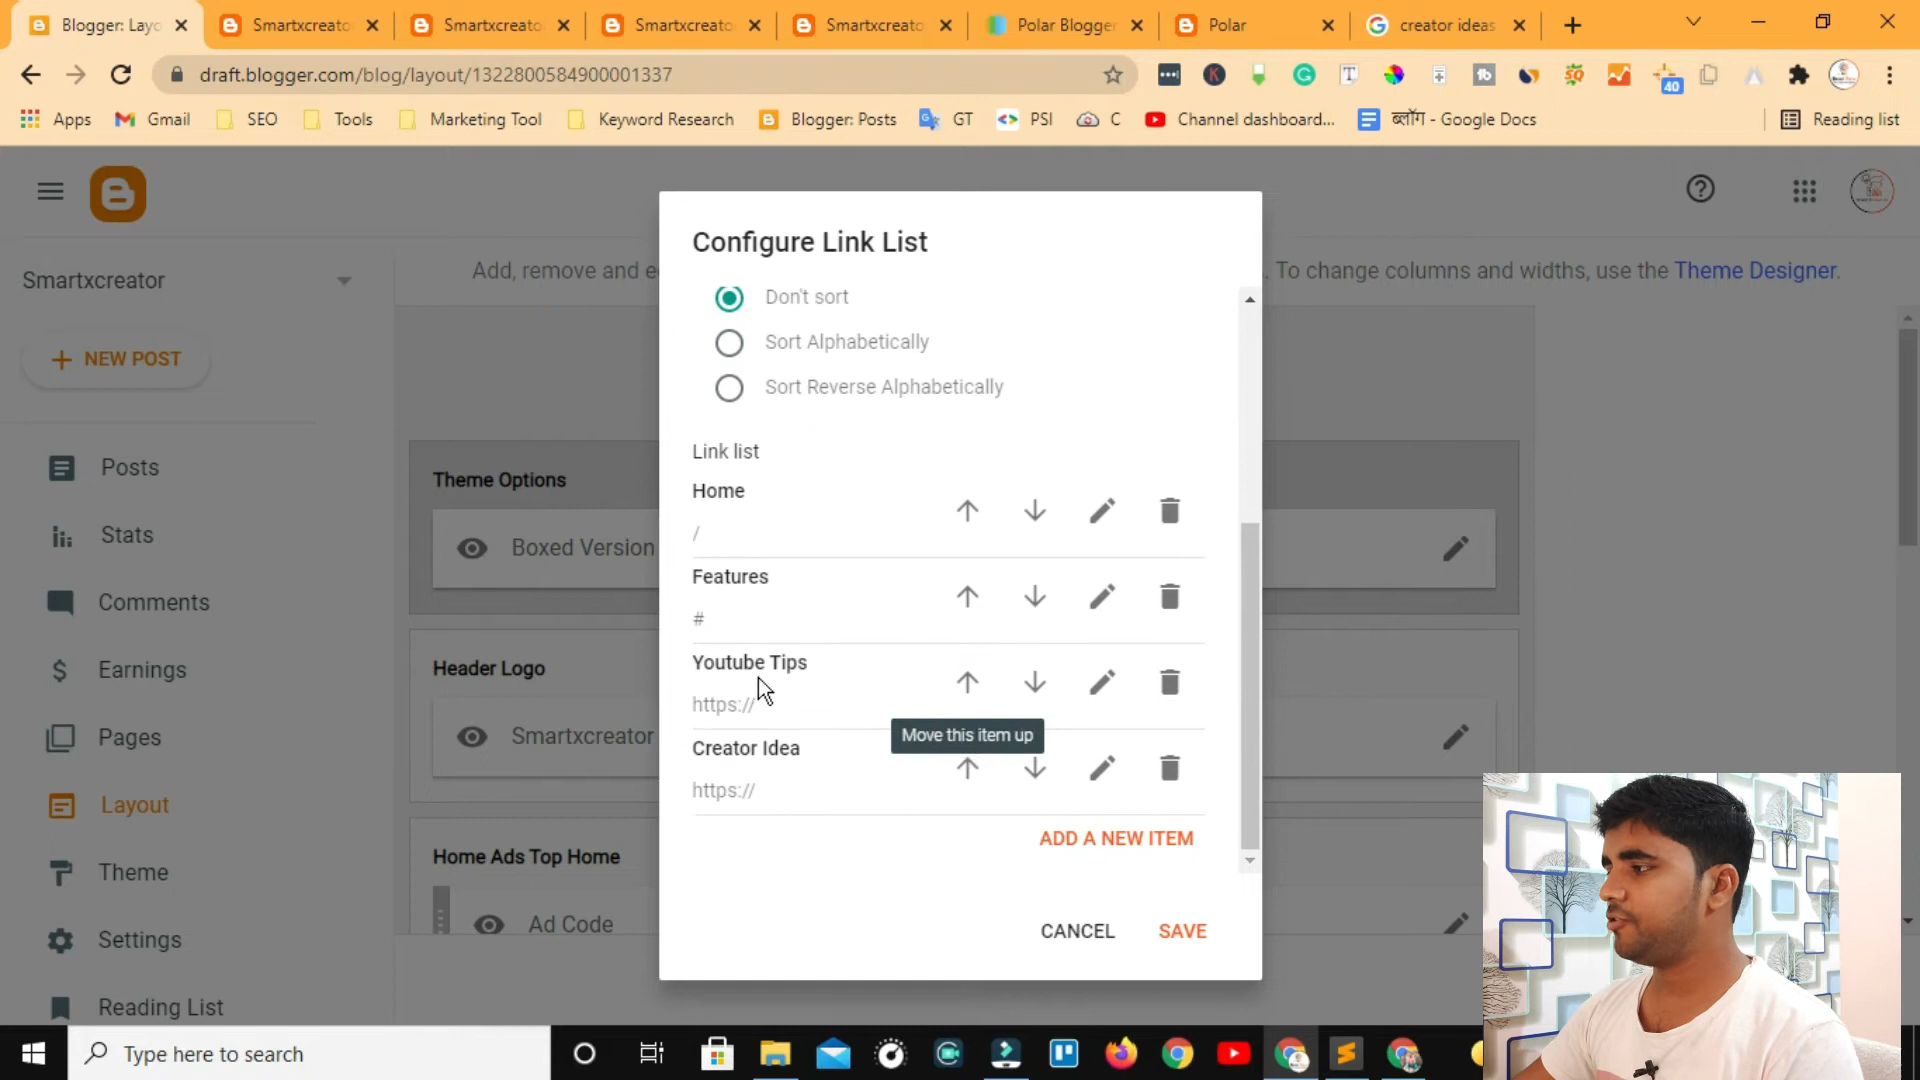 Blogger: Layo
Smartxcreato
Smartxcreato
Smartxcreato
Smartxcreato
Polar Blogger
Polar
creator ideas
draft.blogger.com/blog/layout/1322800584900001337
40
Apps
Gmail
SEO
Tools
Marketing Tool
Keyword Research
Blogger: Posts
GT
PSI
C
Channel dashboard...
ब्लॉग - Google Docs
Reading list
Smartxcreator
Add, remove and e
. To change columns and widths, use the Theme Designer.
NEW POST
Posts
Stats
Comments
Earnings
Pages
Layout
Theme
Settings
Reading List
Theme Options
Boxed Version
Header Logo
Smartxcreator
Home Ads Top Home
Ad Code
Configure Link List
Don't sort
Sort Alphabetically
Sort Reverse Alphabetically
Link list
Home
/
Features
#
Youtube Tips
https://
Move this item up
Creator Idea
https://
ADD A NEW ITEM
CANCEL
SAVE
Type here to search